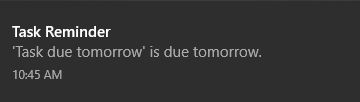 Task Reminder
'Task due tomorrow' is due tomorrow.
10:45 AM